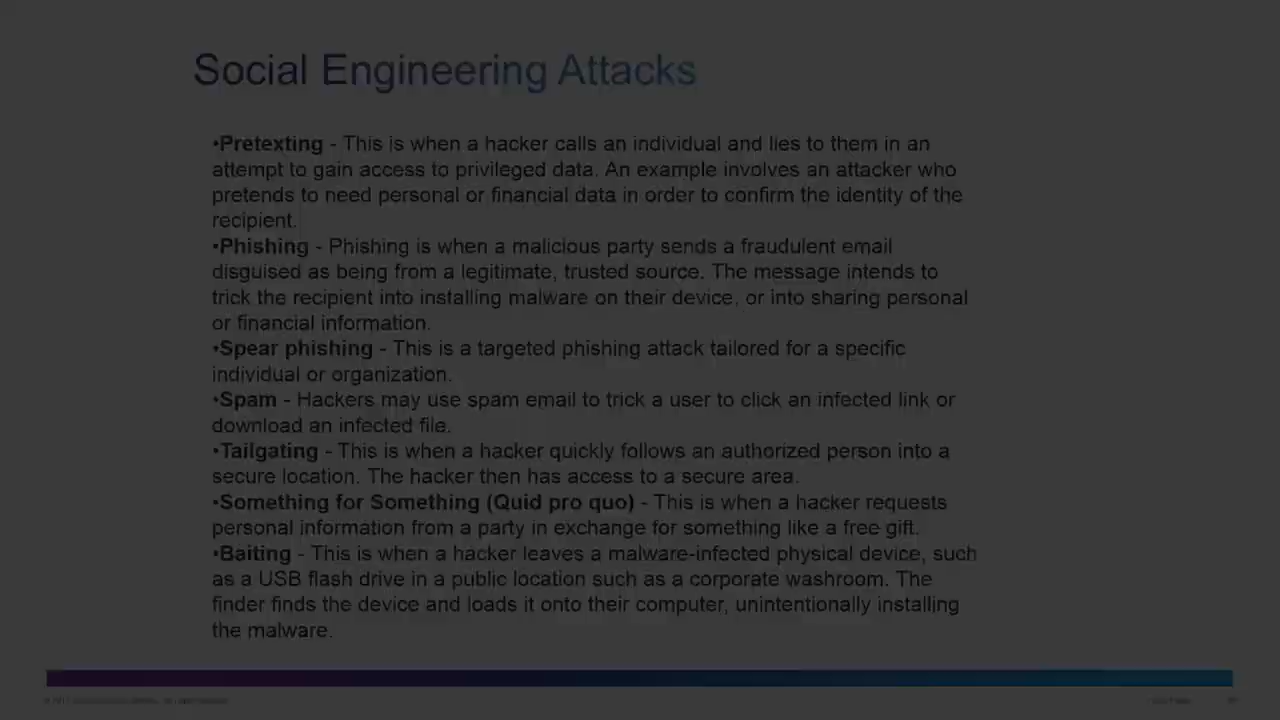 Social Engineering Attacks
•Pretexting - This is when a hacker calls an individual and lies to them in an
attempt to gain access to privileged data. An example involves an attacker who
pretends to need personal or financial data in order to confirm the identity of the
recipient.
•Phishing - Phishing is when a malicious party sends a fraudulent email
disguised as being from a legitimate, trusted source. The message intends to
trick the recipient into installing malware on their device, or into sharing personal
or financial information.
•Spear phishing - This is a targeted phishing attack tailored for a specific
individual or organization.
•Spam - Hackers may use spam email to trick a user to click an infected link or
download an infected file.
•Tailgating - This is when a hacker quickly follows an authorized person into a
secure location. The hacker then has access to a secure area.
•Something for Something (Quid pro quo) - This is when a hacker requests
personal information from a party in exchange for something like a free gift.
•Baiting - This is when a hacker leaves a malware-infected physical device, such
as a USB flash drive in a public location such as a corporate washroom. The
finder finds the device and loads it onto their computer, unintentionally installing
the malware.